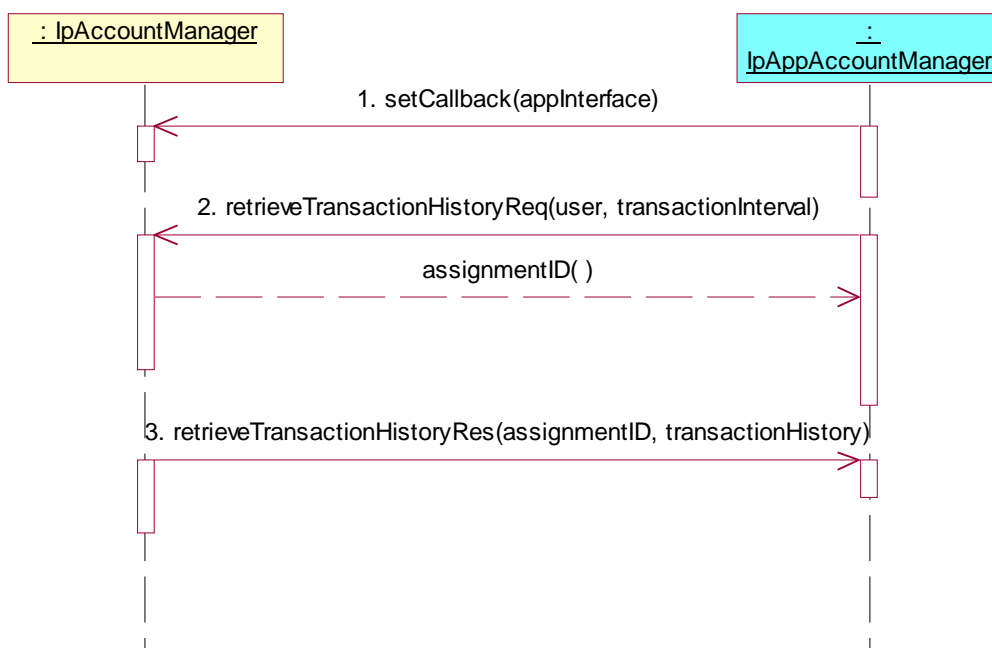 : IpAccountManager
:
IpAppAccountManager
1. setCallback(appInterface)
2. retrieveTransactionHistoryReq(user, transactionInterval)
assignmentID( )
3. retrieveTransactionHistoryRes(assignmentID, transactionHistory)